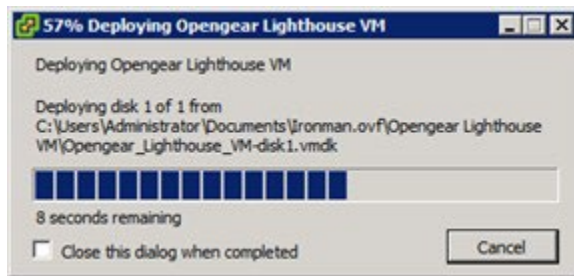 57% Deploying Opengear Lighthouse VM
Deploying Opengear Lighthouse VM
Deploying disk 1 of 1 from
C:\Users\Administrator\Documents\Ironman.ovf\Opengear Lighthouse
VM\Opengear_Lighthouse_VM-disk1.vmdk
8 seconds remaining
Close this dialog when completed
Cancel